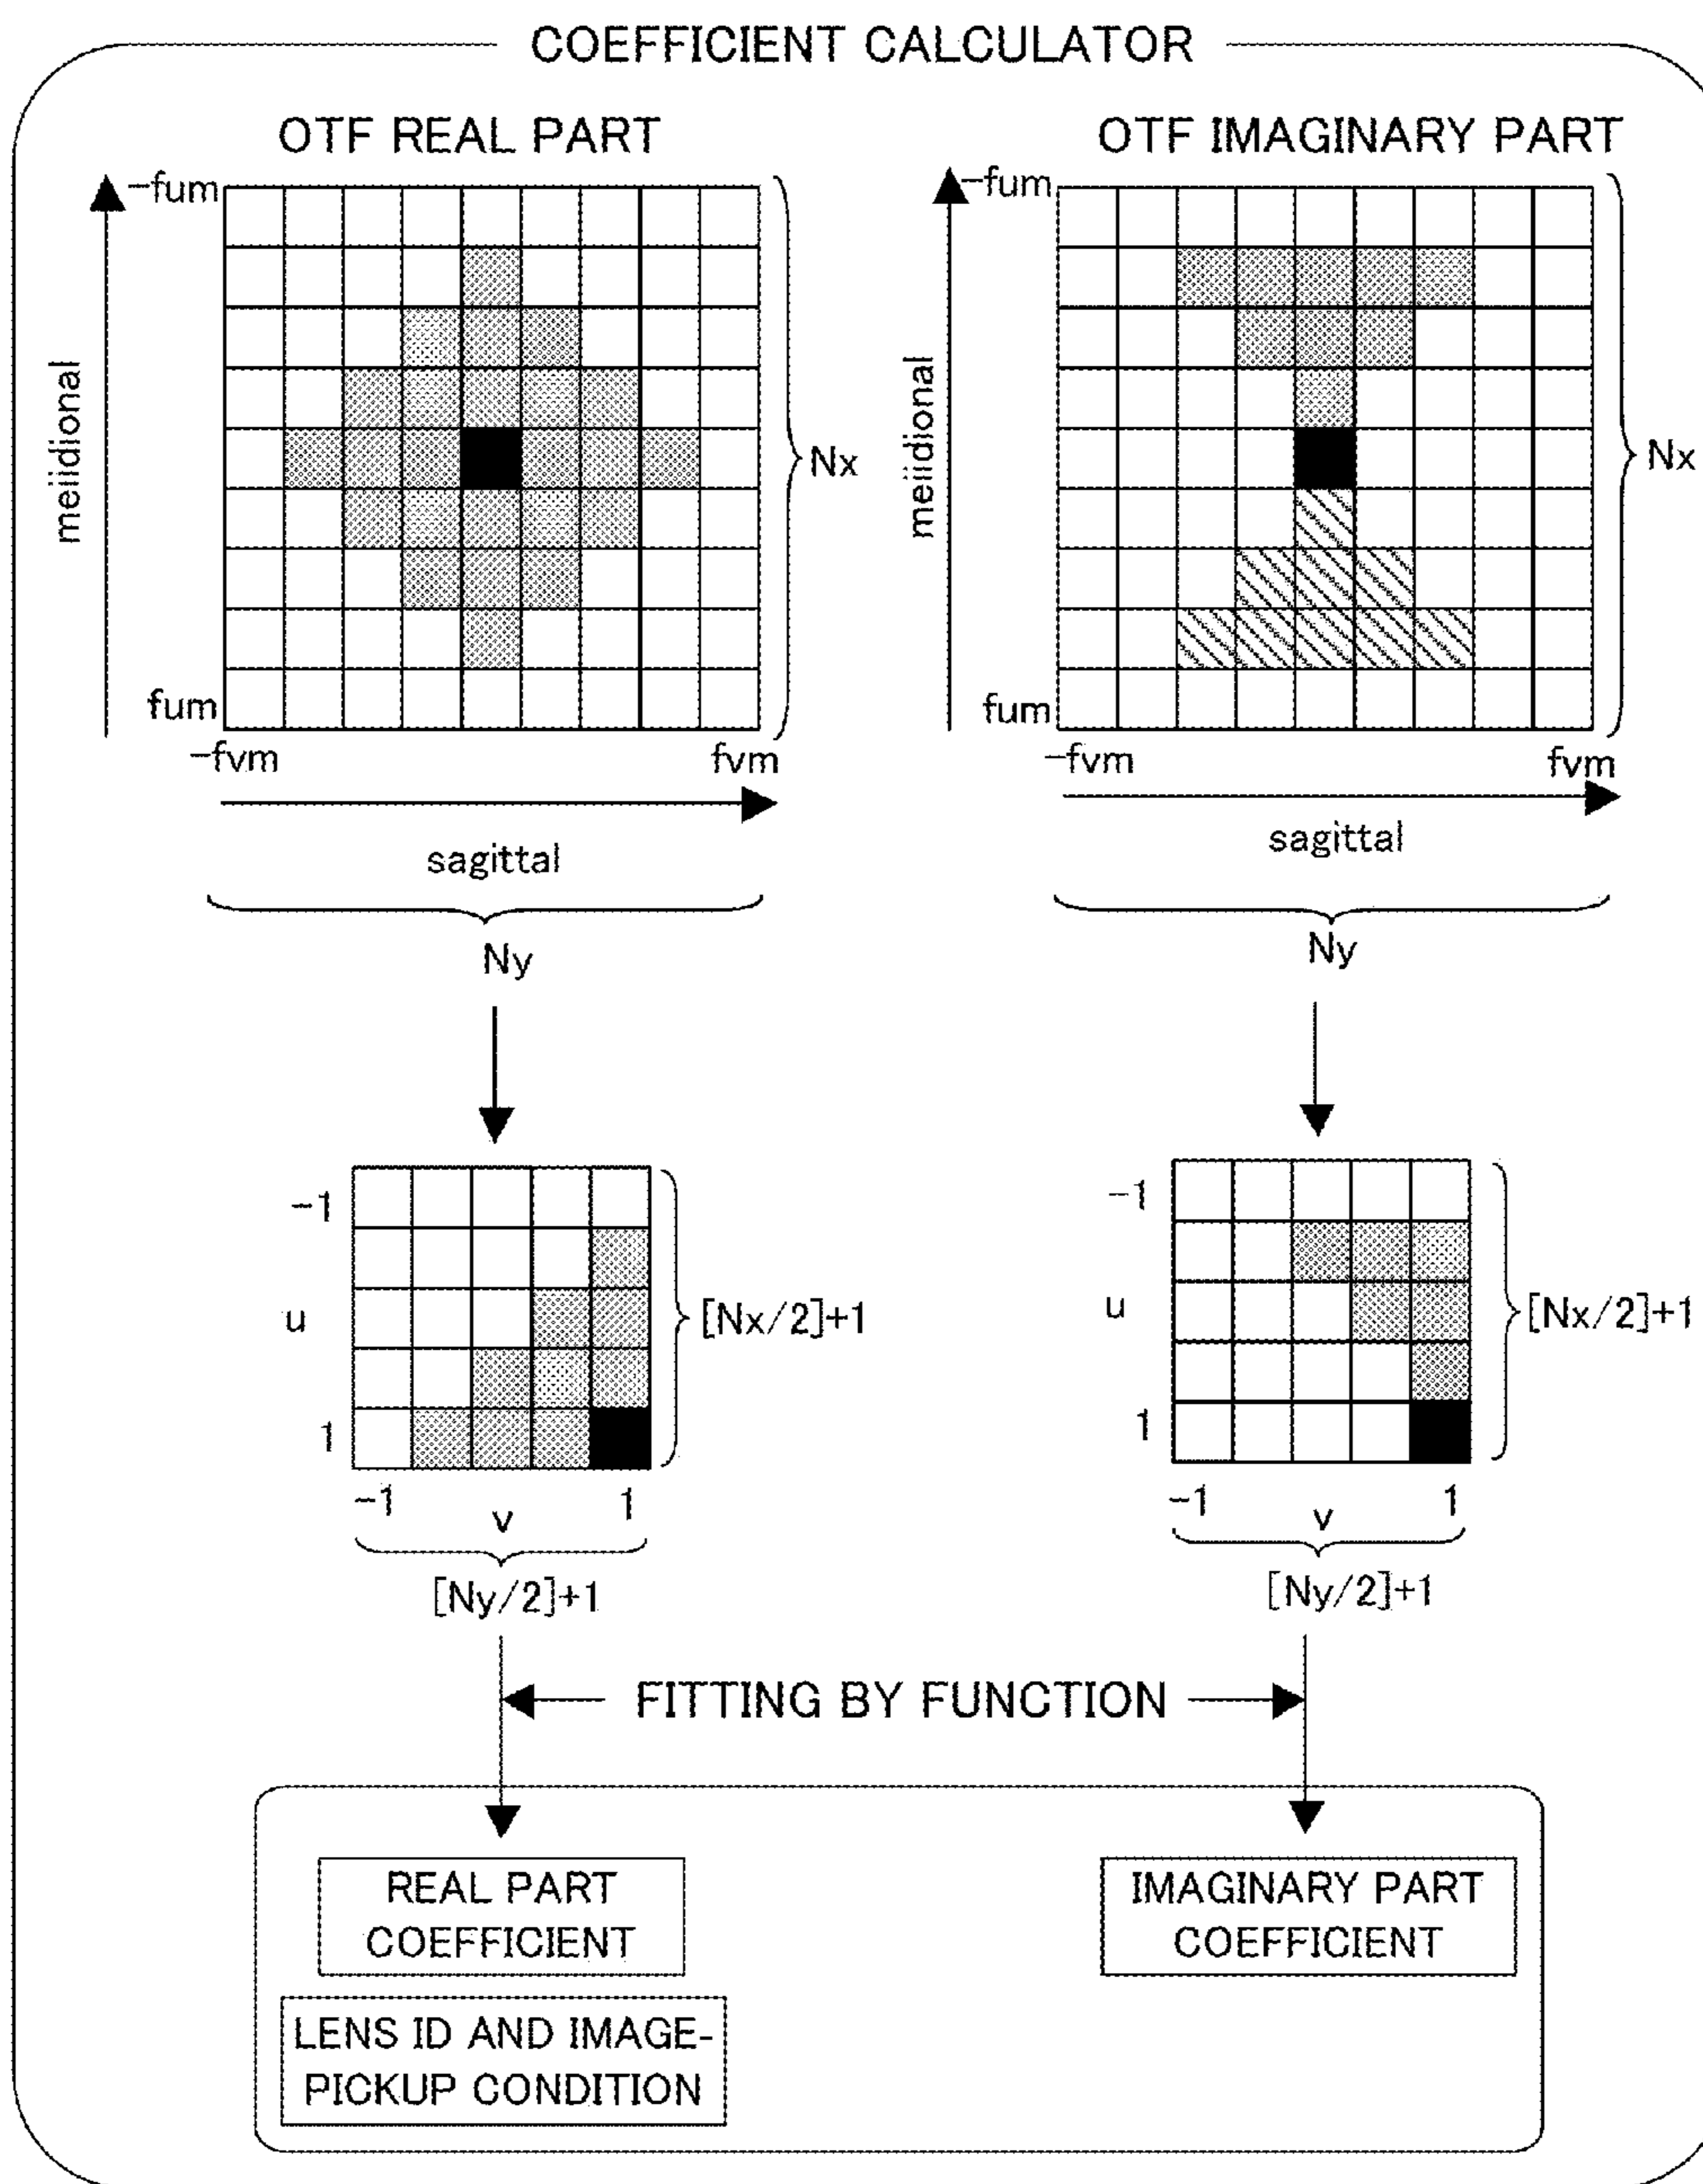 COEFFICIENT CALCULATOR
OTF REAL PART
OTF IMAGINARY PART
-fum
-fum
meiidional
Nx
meiidional
Nx
fum
fum
-fvm
fvm
-fvm
fvm
sagittal
sagittal
Ny
Ny
-1
-1
u
[Nx/2]+1
u
[Nx/2]+1
1
1
-1
v
1
-1
v
1
[Ny/2]+1
[Ny/2]+1
FITTING BY FUNCTION
REAL PART
COEFFICIENT
IMAGINARY PART
COEFFICIENT
LENS ID AND IMAGE-
PICKUP CONDITION